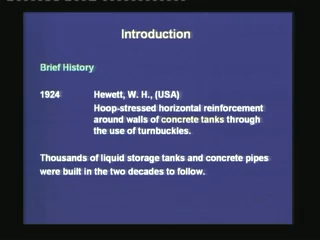 Introduction
Brief History
1924 Hewett, W. H., (USA)
Hoop-stressed horizontal reinforcement
around walls of concrete tanks through
the use of turnbuckles.
Thousands of liquid storage tanks and concrete pipes
were built in the two decades to follow.